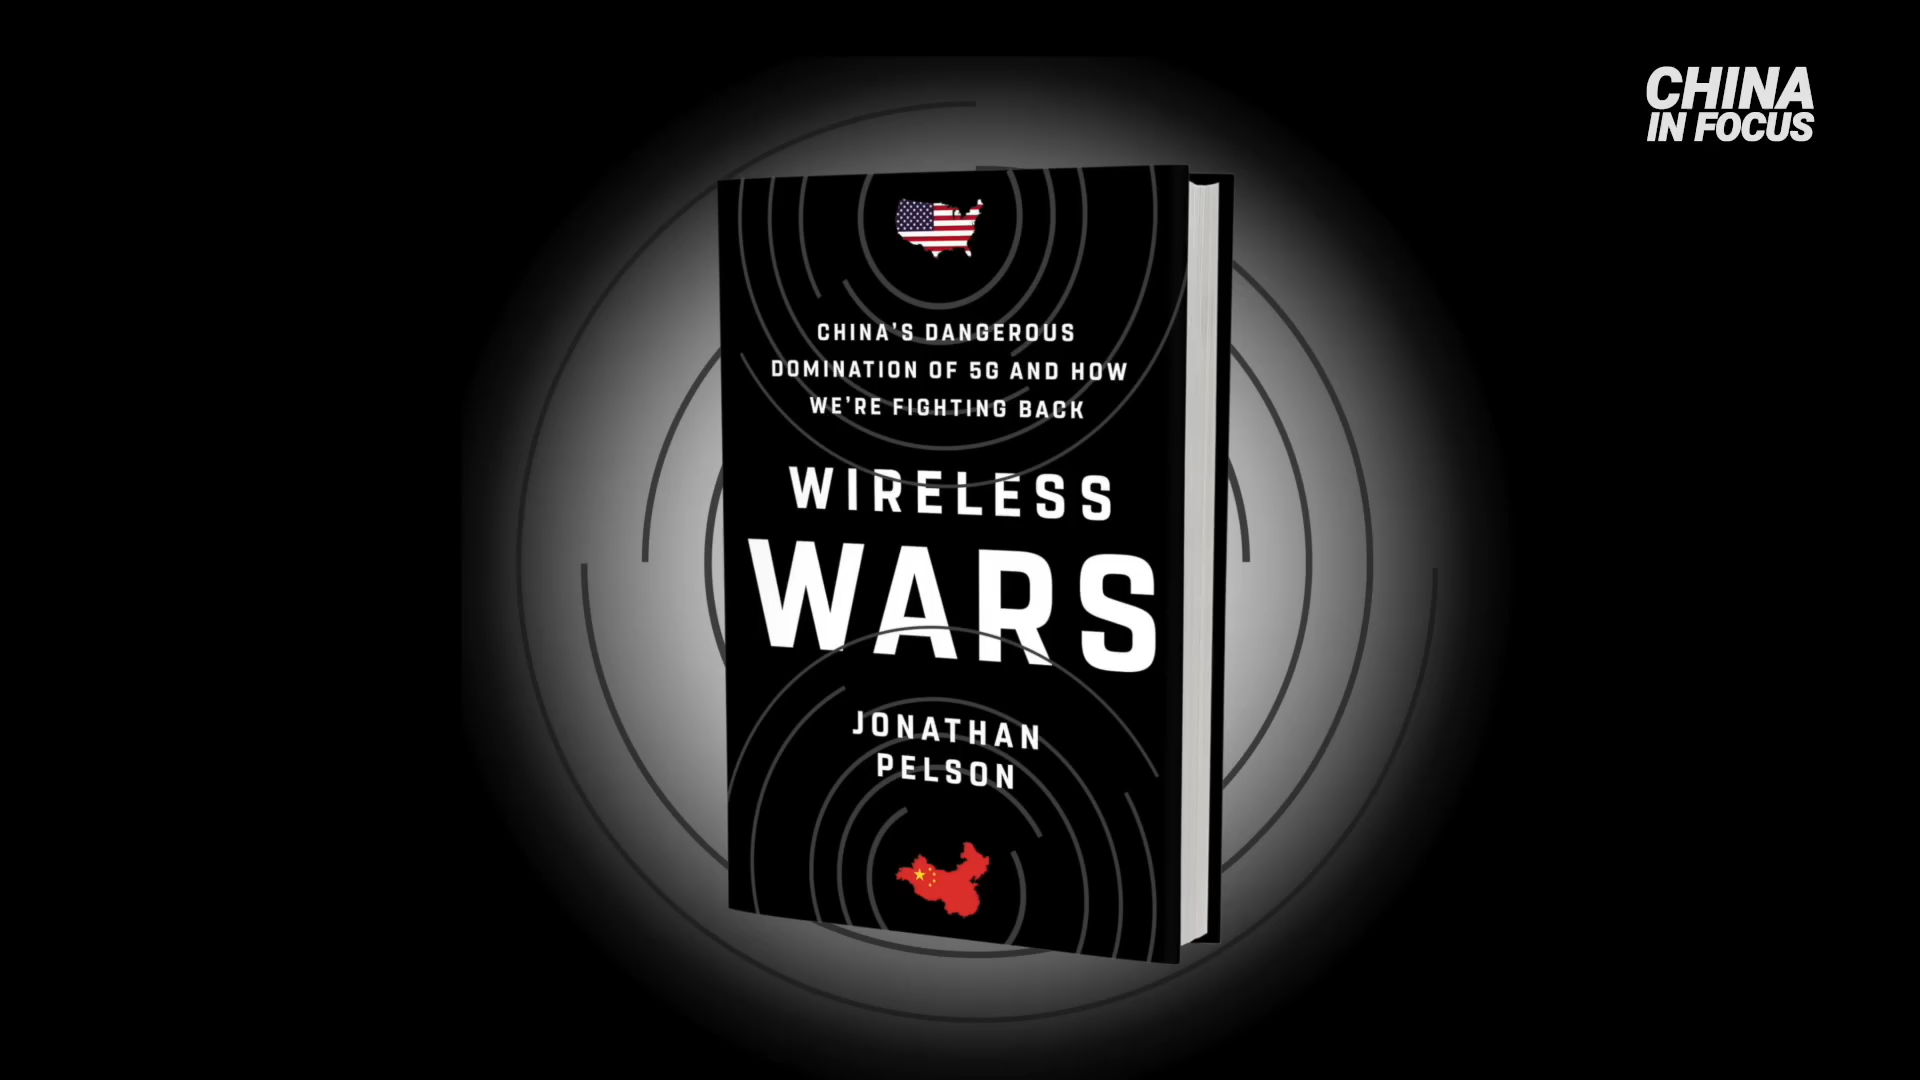 CHINA
IN FOCUS
CHINA'S DANGEROUS
DOMINATION OF 5G AND HOW
WE'RE FIGHTING BACK
WIRELESS
WARS
JONATHAN
PELSON